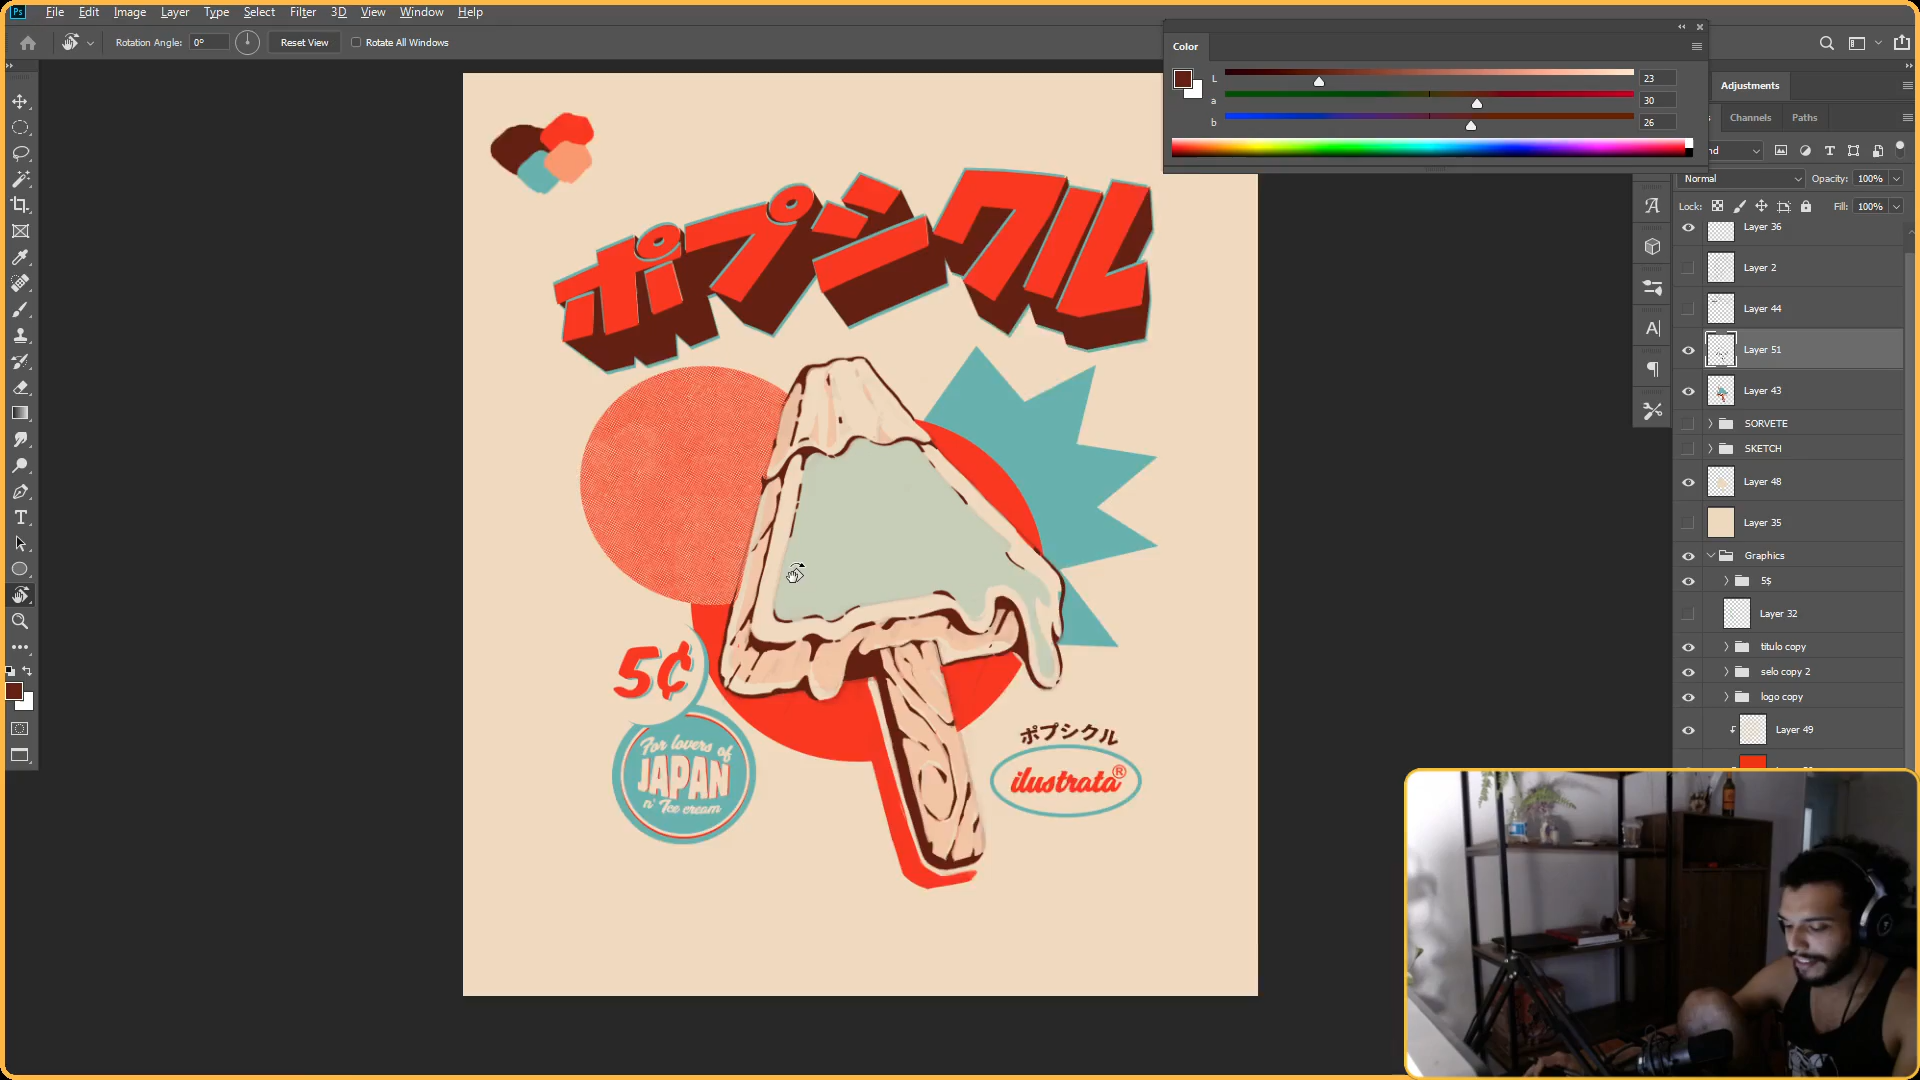 Ps File Edit Image Layer Type Select Filter 3D View Window Help
Rotation Angle: 0° Reset View Rotate All Windows
Color
L 23
a 30
b 26
Adjustments
Channels Paths
Normal Opacity: 100%
Lock: Fill: 100%
Layer 36
Layer 2
Layer 44
Layer 51
Layer 43
SORVETE
SKETCH
Layer 48
Layer 35
Graphics
5$
Layer 32
titulo copy
selo copy 2
logo copy
Layer 49
ポプシクル
5¢
For lovers of
JAPAN
n' Ice cream
ポプシクル
ilustrata®